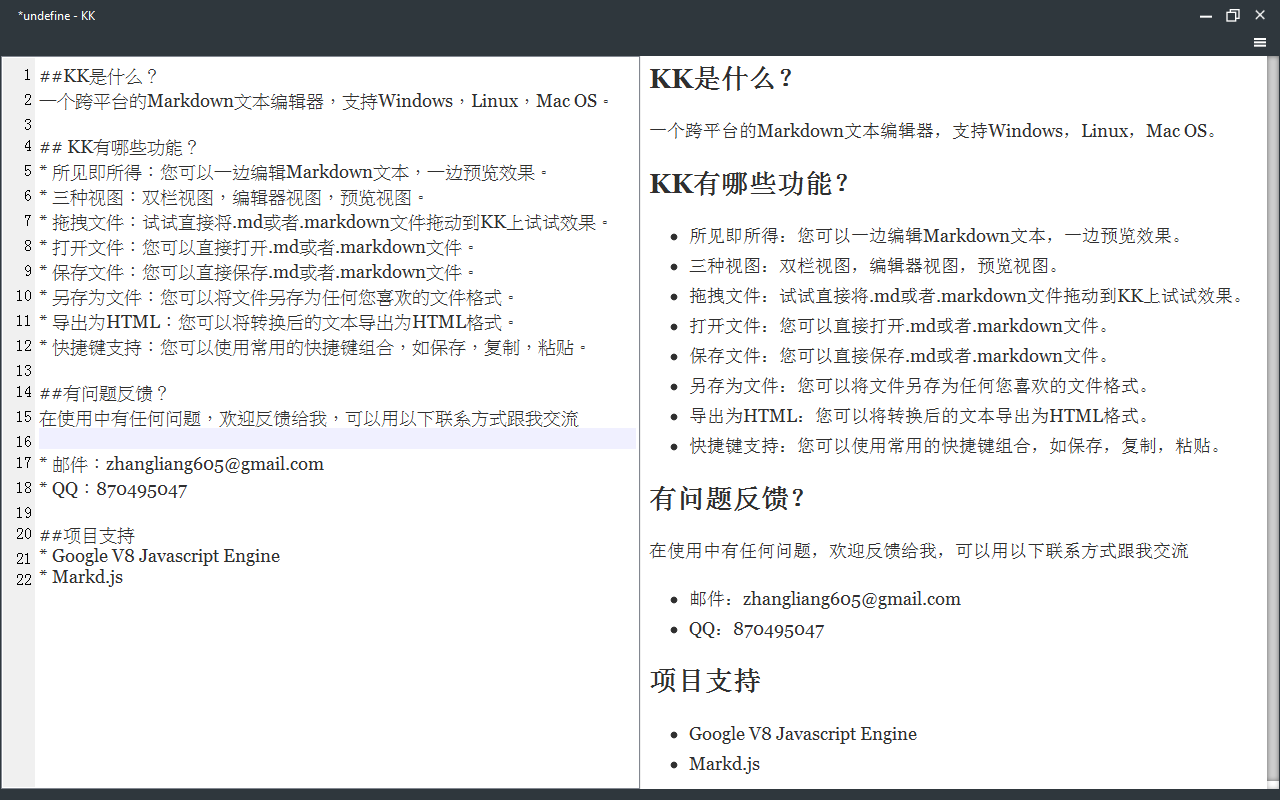 *undefine - KK
1 ##KK是什么？
2 一个跨平台的Markdown文本编辑器，支持Windows，Linux，Mac OS。
3
4 ## KK有哪些功能？
5 * 所见即所得：您可以一边编辑Markdown文本，一边预览效果。
6 * 三种视图：双栏视图，编辑器视图，预览视图。
7 * 拖拽文件：试试直接将.md或者.markdown文件拖动到KK上试试效果。
8 * 打开文件：您可以直接打开.md或者.markdown文件。
9 * 保存文件：您可以直接保存.md或者.markdown文件。
10 * 另存为文件：您可以将文件另存为任何您喜欢的文件格式。
11 * 导出为HTML：您可以将转换后的文本导出为HTML格式。
12 * 快捷键支持：您可以使用常用的快捷键组合，如保存，复制，粘贴。
13
14 ##有问题反馈？
15 在使用中有任何问题，欢迎反馈给我，可以用以下联系方式跟我交流
16
17 * 邮件：zhangliang605@gmail.com
18 * QQ：870495047
19
20 ##项目支持
21 * Google V8 Javascript Engine
22 * Markd.js
KK是什么？
一个跨平台的Markdown文本编辑器，支持Windows，Linux，Mac OS。
KK有哪些功能？
• 所见即所得：您可以一边编辑Markdown文本，一边预览效果。
• 三种视图：双栏视图，编辑器视图，预览视图。
• 拖拽文件：试试直接将.md或者.markdown文件拖动到KK上试试效果。
• 打开文件：您可以直接打开.md或者.markdown文件。
• 保存文件：您可以直接保存.md或者.markdown文件。
• 另存为文件：您可以将文件另存为任何您喜欢的文件格式。
• 导出为HTML：您可以将转换后的文本导出为HTML格式。
• 快捷键支持：您可以使用常用的快捷键组合，如保存，复制，粘贴。
有问题反馈？
在使用中有任何问题，欢迎反馈给我，可以用以下联系方式跟我交流
• 邮件：zhangliang605@gmail.com
• QQ：870495047
项目支持
• Google V8 Javascript Engine
• Markd.js